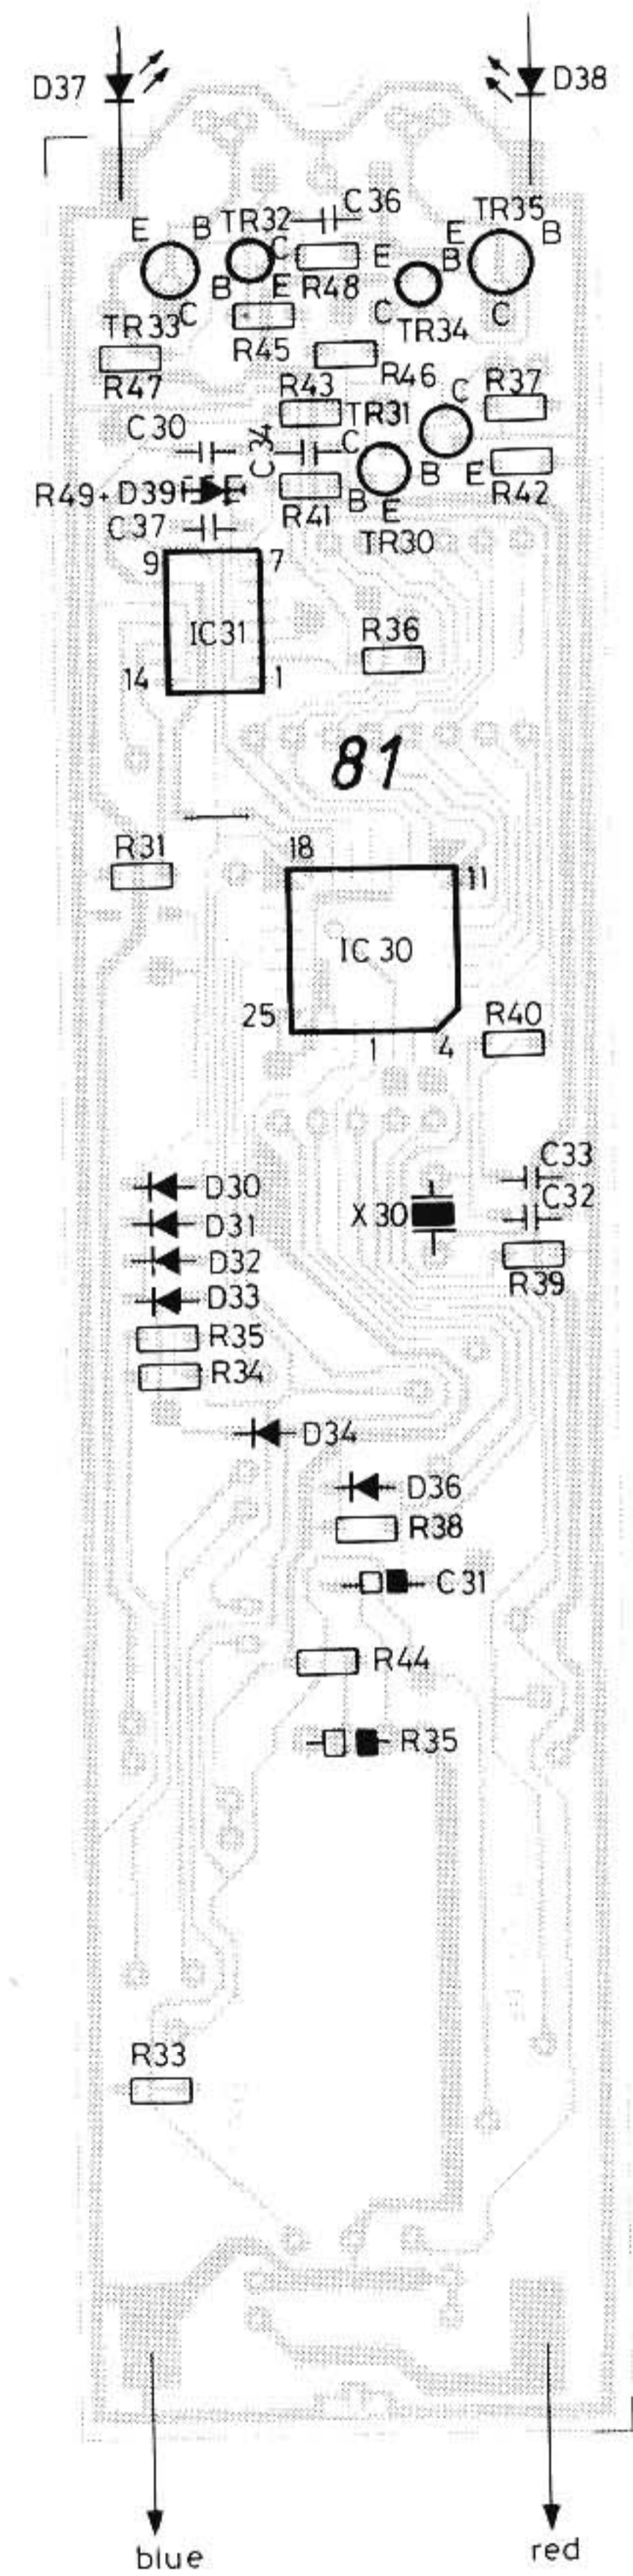 D37 D38
C36
TR32 TR35
E B C E B
R48 E B
B E C C
TR33 C R45 TR34
R47 R46
R43 C R37
C30 TR31
C34 C
R49+D39 B E R42
C37 R41 B E
TR30
9 7
IC31 R36
14 1
81
R31 18 11
IC 30
25 R40
1 4
C33
D30 C32
D31 X 30
D32 R39
D33
R35
R34
D34
D36
R38
C31
R44
R35
R33
blue red